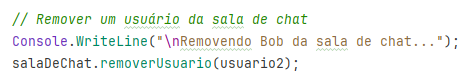 // Remover um usuário da sala de chat
Console.WriteLine("\nRemovendo Bob da sala de chat...");
salaDeChat.removerUsuario(usuario2);